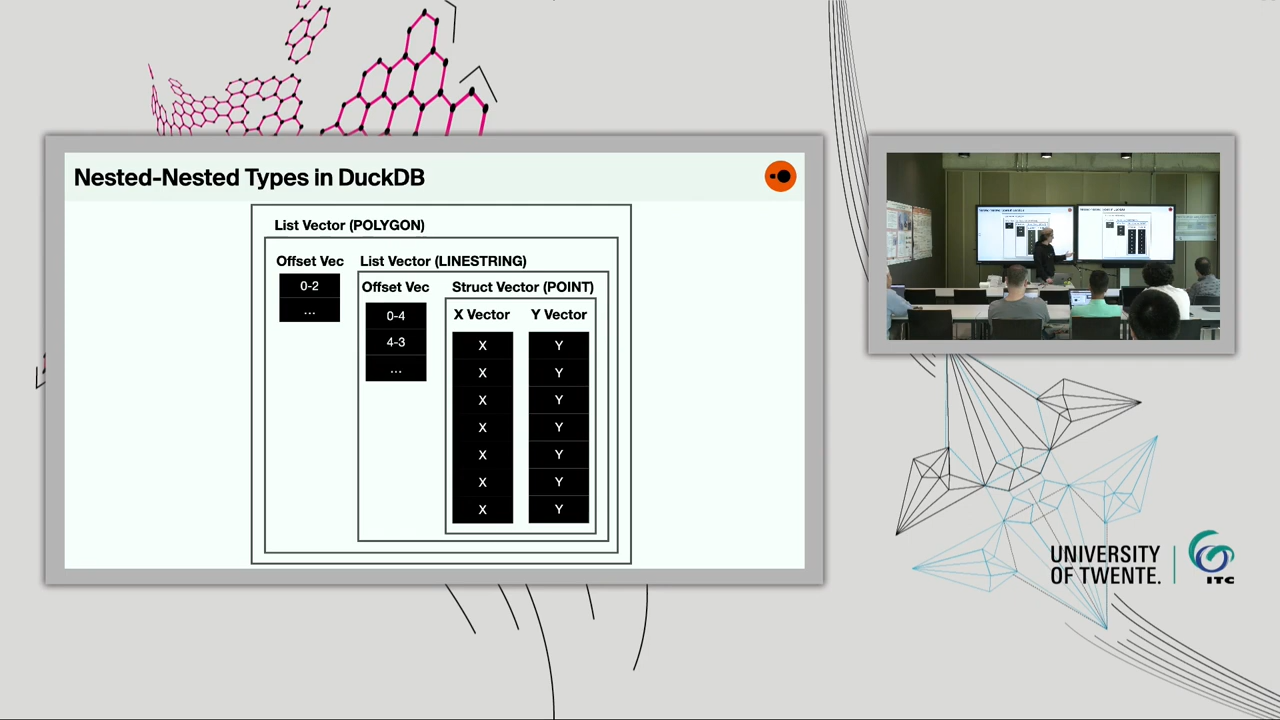 Nested-Nested Types in DuckDB
List Vector (POLYGON)
Offset Vec
List Vector (LINESTRING)
0-2
...
Offset Vec
Struct Vector (POINT)
0-4
4-3
...
X Vector
Y Vector
X
Y
X
Y
X
Y
X
Y
X
Y
X
Y
X
Y
UNIVERSITY
OF TWENTE.
ITC